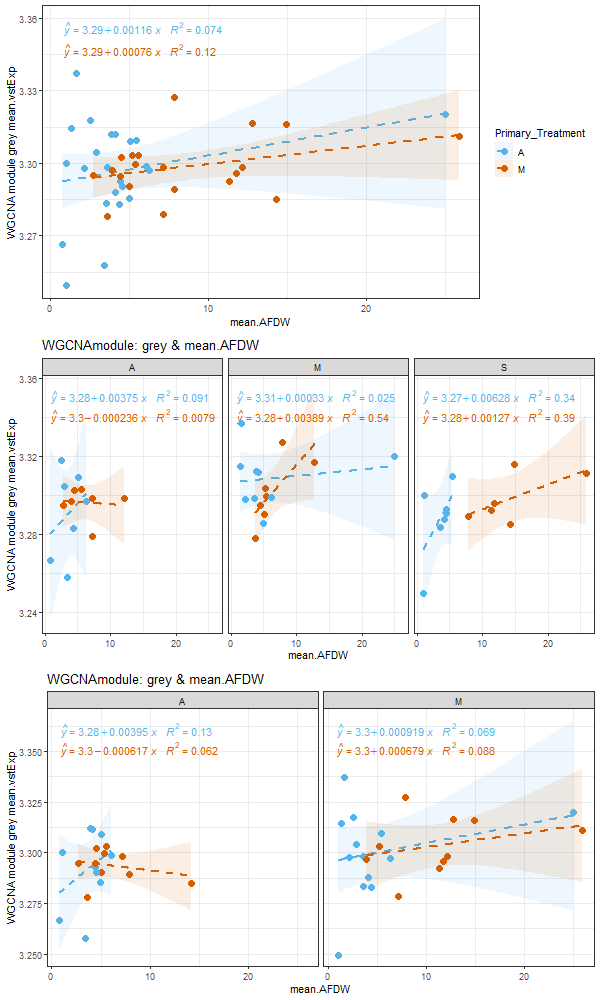 3.36
3.33
3.30
3.27
WGCNA module grey mean.vstExp
ŷ = 3.29+0.00116 x R² = 0.074
ŷ = 3.29+0.00076 x R² = 0.12
0 10 20
mean.AFDW
Primary_Treatment
A
M
WGCNAmodule: grey & mean.AFDW
A M S
3.36
3.32
3.28
3.24
WGCNA module grey mean.vstExp
ŷ = 3.28+0.00375 x R² = 0.091
ŷ = 3.3−0.000236 x R² = 0.0079
ŷ = 3.31+0.00033 x R² = 0.025
ŷ = 3.28+0.00389 x R² = 0.54
ŷ = 3.27+0.00628 x R² = 0.34
ŷ = 3.28+0.00127 x R² = 0.39
0 10 20 0 10 20 0 10 20
mean.AFDW
WGCNAmodule: grey & mean.AFDW
A M
3.350
3.325
3.300
3.275
3.250
WGCNA module grey mean.vstExp
ŷ = 3.28+0.00395 x R² = 0.13
ŷ = 3.3−0.000617 x R² = 0.062
ŷ = 3.3+0.000919 x R² = 0.069
ŷ = 3.3+0.000679 x R² = 0.088
0 10 20 0 10 20
mean.AFDW